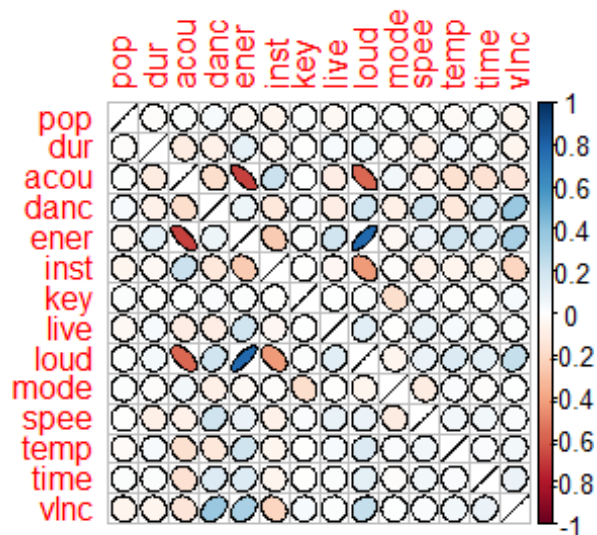 pop dur acou danc ener inst key live loud mode spee temp time vlnc
pop
dur
acou
danc
ener
inst
key
live
loud
mode
spee
temp
time
vlnc
1
0.8
0.6
0.4
0.2
0
-0.2
-0.4
-0.6
-0.8
-1